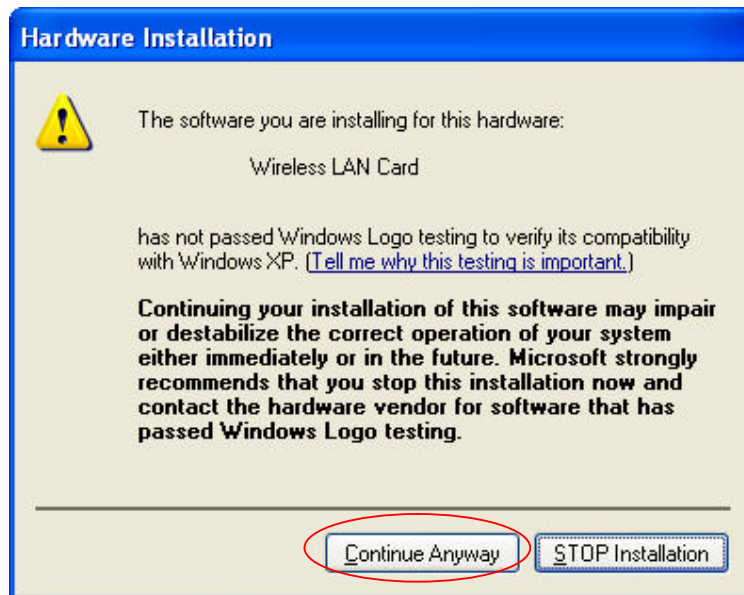 Hardware Installation
The software you are installing for this hardware:
Wireless LAN Card
has not passed Windows Logo testing to verify its compatibility
with Windows XP. (Tell me why this testing is important.)
Continuing your installation of this software may impair
or destabilize the correct operation of your system
either immediately or in the future. Microsoft strongly
recommends that you stop this installation now and
contact the hardware vendor for software that has
passed Windows Logo testing.
Continue Anyway STOP Installation